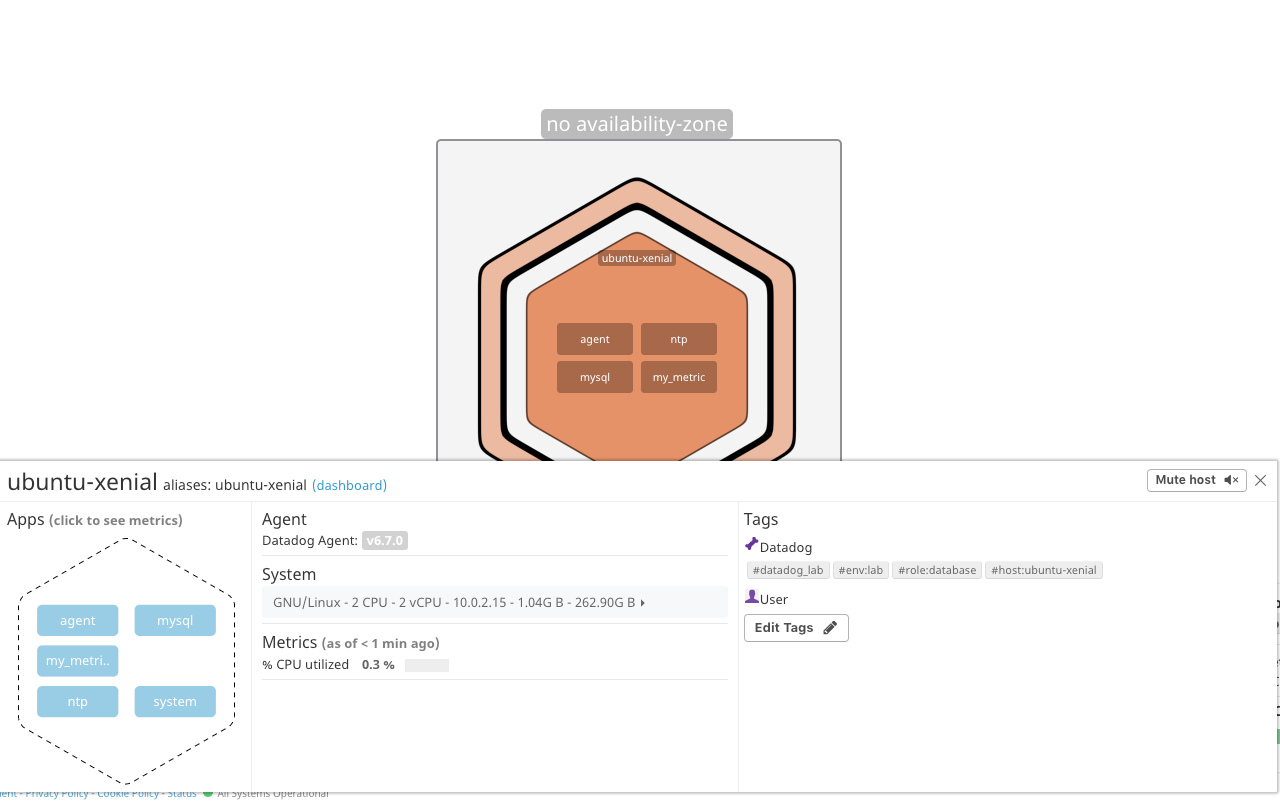 no availability-zone
ubuntu-xenial
agent ntp
mysql my_metric
ubuntu-xenial aliases: ubuntu-xenial (dashboard)
Mute host
Apps (click to see metrics)
agent mysql
my_metri..
ntp system
Agent
Datadog Agent: v6.7.0
System
GNU/Linux - 2 CPU - 2 vCPU - 10.0.2.15 - 1.04G B - 262.90G B
Metrics (as of < 1 min ago)
% CPU utilized 0.3 %
Tags
Datadog
#datadog_lab #env:lab #role:database #host:ubuntu-xenial
User
Edit Tags
- Privacy Policy - Cookie Policy - Status All Systems Operational